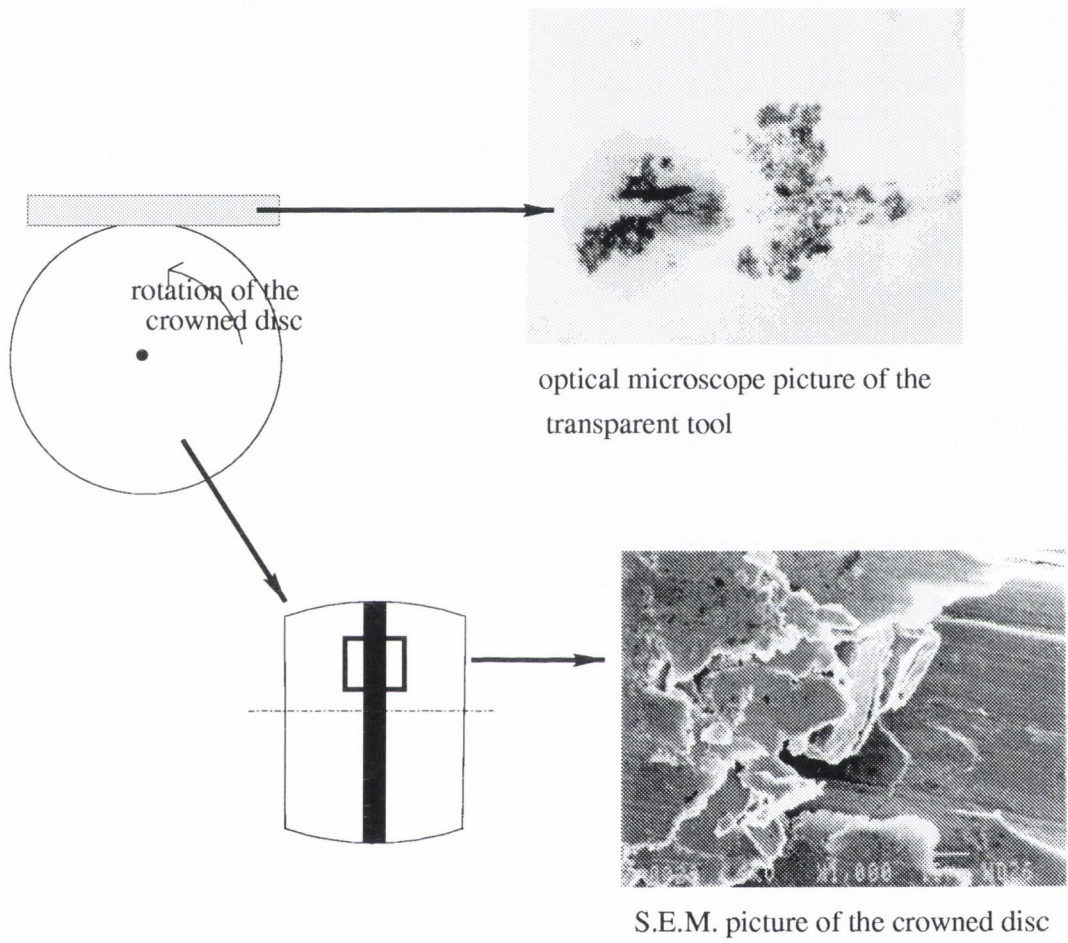 rotation of the
crowned disc
optical microscope picture of the
transparent tool
X1,000
WD26
S.E.M. picture of the crowned disc